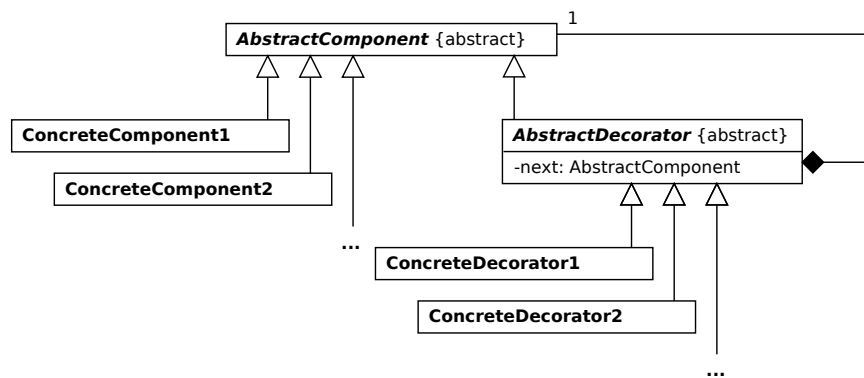 1
AbstractComponent {abstract}
ConcreteComponent1
AbstractDecorator {abstract}
-next: AbstractComponent
ConcreteComponent2
...
ConcreteDecorator1
ConcreteDecorator2
...